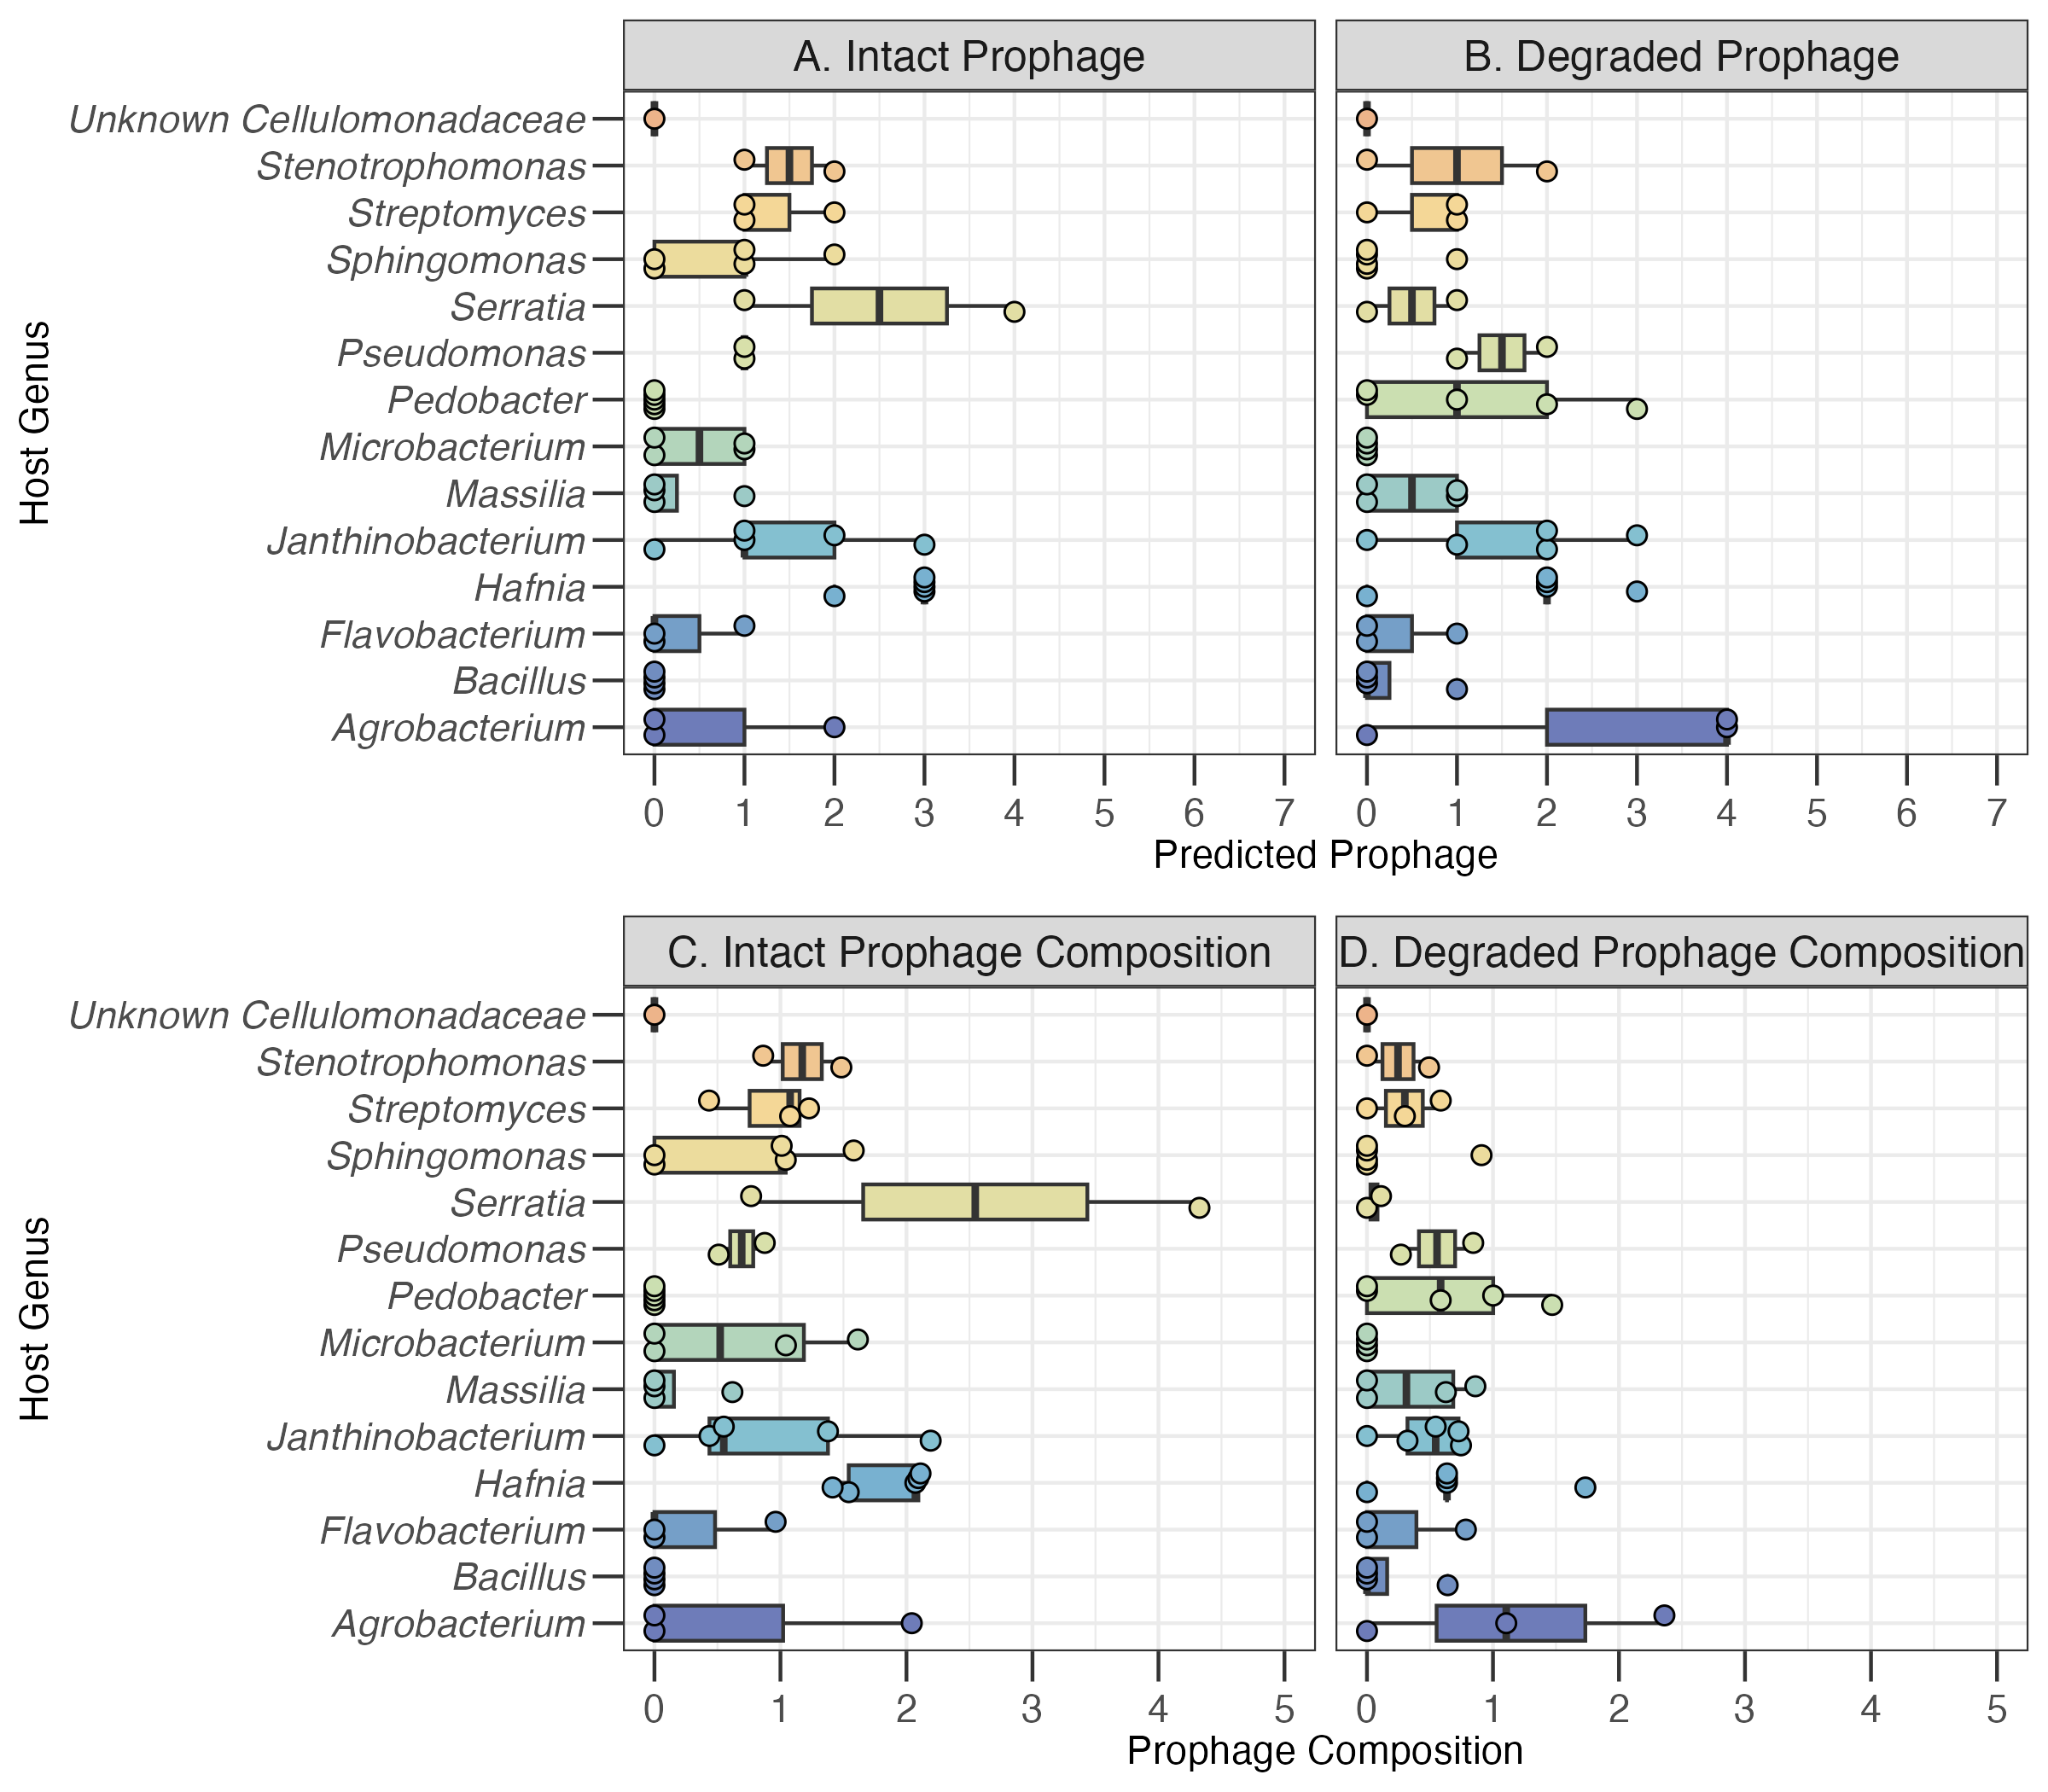 A. Intact Prophage
B. Degraded Prophage
Host Genus
Unknown Cellulomonadaceae
Stenotrophomonas
Streptomyces
Sphingomonas
Serratia
Pseudomonas
Pedobacter
Microbacterium
Massilia
Janthinobacterium
Hafnia
Flavobacterium
Bacillus
Agrobacterium
0 1 2 3 4 5 6 7
0 1 2 3 4 5 6 7
Predicted Prophage
C. Intact Prophage Composition
D. Degraded Prophage Composition
Host Genus
Unknown Cellulomonadaceae
Stenotrophomonas
Streptomyces
Sphingomonas
Serratia
Pseudomonas
Pedobacter
Microbacterium
Massilia
Janthinobacterium
Hafnia
Flavobacterium
Bacillus
Agrobacterium
0 1 2 3 4 5
0 1 2 3 4 5
Prophage Composition